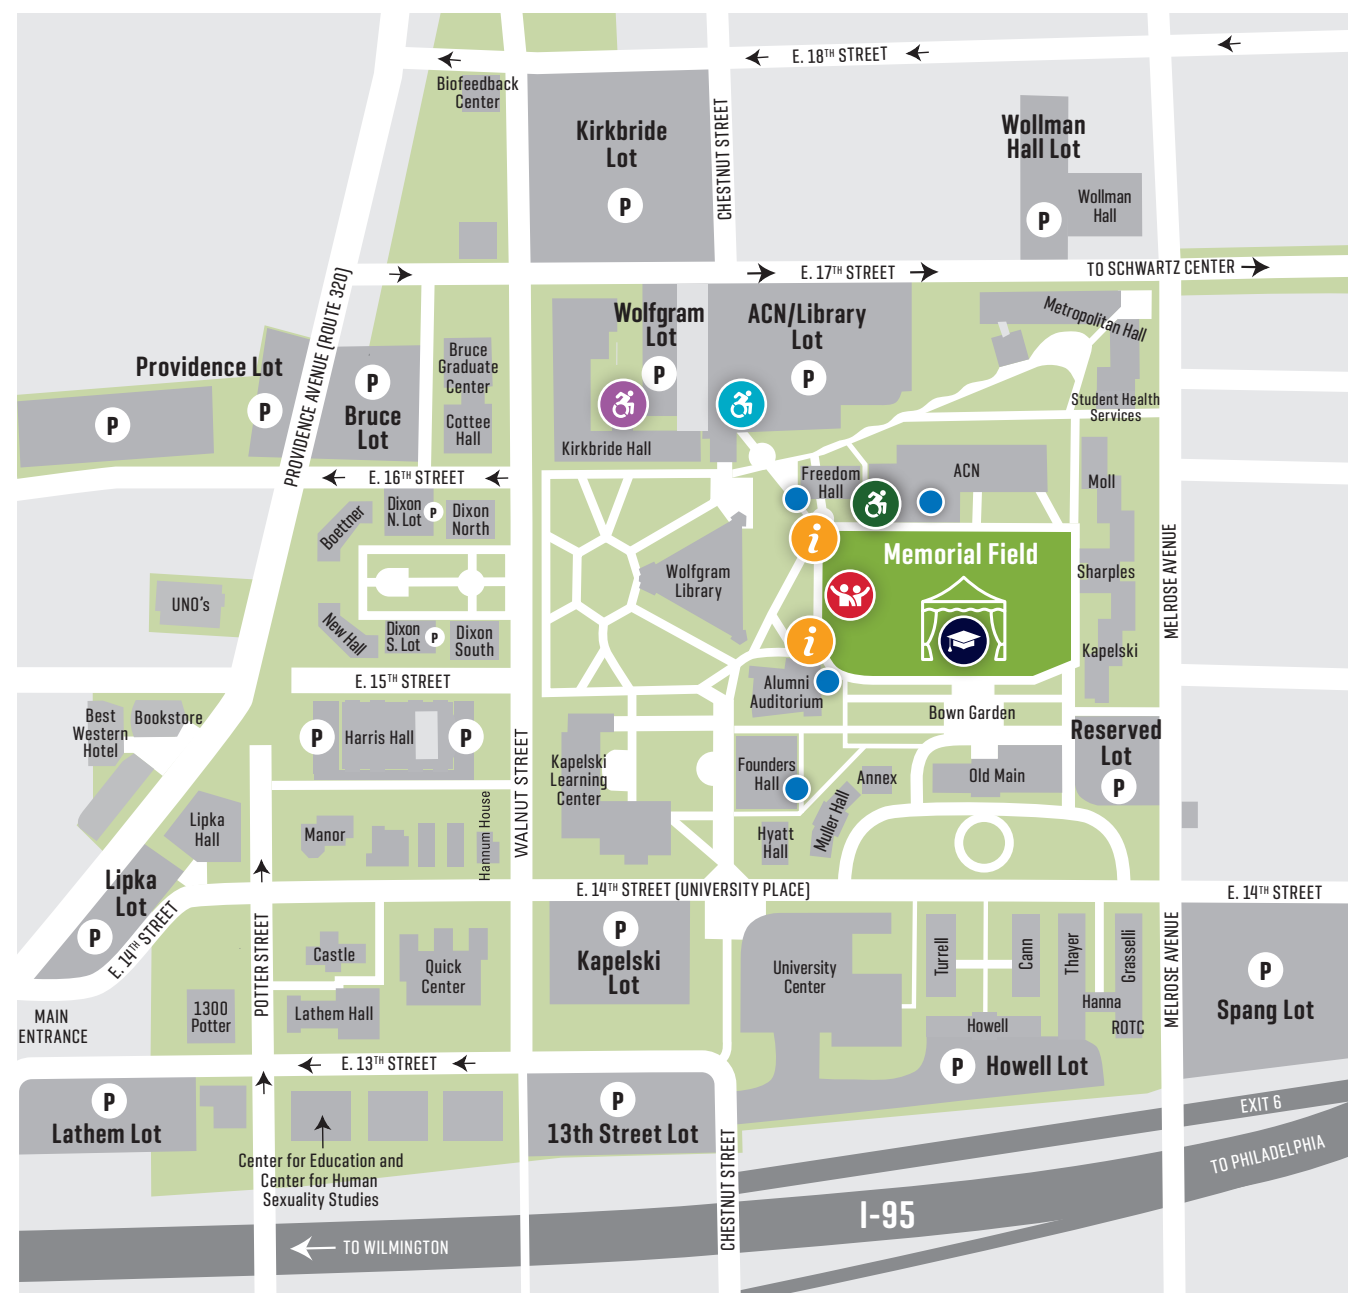 E. 18TH STREET
Biofeedback
Center
Kirkbride
Lot
P
CHESTNUT STREET
Wollman
Hall Lot
Wollman
Hall
P
E. 17TH STREET
TO SCHWARTZ CENTER
PROVIDENCE AVENUE (ROUTE 320)
Wolfgram
Lot
P
ACN/Library
Lot
P
Metropolitan Hall
Providence Lot
P
P
P
Bruce
Lot
Bruce
Graduate
Center
Cottee
Hall
Kirkbride Hall
Student Health
Services
E. 16TH STREET
Freedom
Hall
ACN
Moll
Boettner
Dixon
N. Lot
P
Dixon
North
i
Memorial Field
Wolfgram
Library
Sharples
MELROSE AVENUE
UNO's
New Hall
Dixon
S. Lot
P
Dixon
South
i
Kapelski
E. 15TH STREET
Alumni
Auditorium
Bown Garden
Best
Western
Hotel
Bookstore
P
Harris Hall
P
WALNUT STREET
Kapelski
Learning
Center
Founders
Hall
Annex
Old Main
Reserved
Lot
P
Lipka
Hall
Manor
Hannum House
Hyatt
Hall
Muller Hall
Lipka
Lot
P
E. 14TH STREET
E. 14TH STREET (UNIVERSITY PLACE)
E. 14TH STREET
POTTER STREET
Castle
Quick
Center
P
Kapelski
Lot
University
Center
Turrell
Cann
Thayer
Grasselli
MELROSE AVENUE
P
Spang Lot
MAIN
ENTRANCE
1300
Potter
Lathem Hall
Hanna
Howell
ROTC
E. 13TH STREET
P
Howell Lot
P
Lathem Lot
P
13th Street Lot
EXIT 6
CHESTNUT STREET
TO PHILADELPHIA
Center for Education and
Center for Human
Sexuality Studies
I-95
TO WILMINGTON